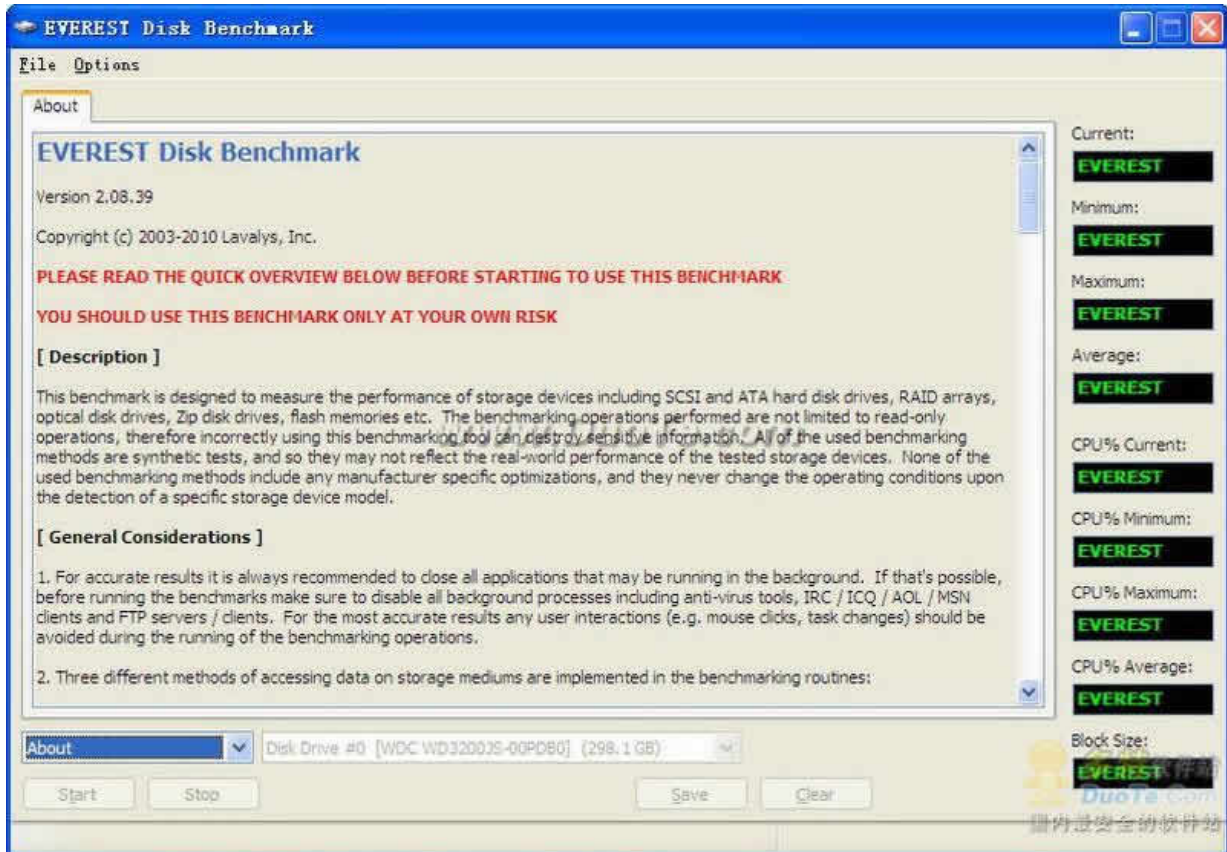 EVEREST Disk Benchmark
File Options
About
EVEREST Disk Benchmark
Version 2.08.39
Copyright (c) 2003-2010 Lavalys, Inc.
PLEASE READ THE QUICK OVERVIEW BELOW BEFORE STARTING TO USE THIS BENCHMARK
YOU SHOULD USE THIS BENCHMARK ONLY AT YOUR OWN RISK
[ Description ]
This benchmark is designed to measure the performance of storage devices including SCSI and ATA hard disk drives, RAID arrays,
optical disk drives, Zip disk drives, flash memories etc. The benchmarking operations performed are not limited to read-only
operations, therefore incorrectly using this benchmarking tool can destroy sensitive information. All of the used benchmarking
methods are synthetic tests, and so they may not reflect the real-world performance of the tested storage devices. None of the
used benchmarking methods include any manufacturer specific optimizations, and they never change the operating conditions upon
the detection of a specific storage device model.
[ General Considerations ]
1. For accurate results it is always recommended to close all applications that may be running in the background. If that's possible,
before running the benchmarks make sure to disable all background processes including anti-virus tools, IRC / ICQ / AOL / MSN
clients and FTP servers / clients. For the most accurate results any user interactions (e.g. mouse clicks, task changes) should be
avoided during the running of the benchmarking operations.
2. Three different methods of accessing data on storage mediums are implemented in the benchmarking routines:
Current:
EVEREST
Minimum:
EVEREST
Maximum:
EVEREST
Average:
EVEREST
CPU% Current:
EVEREST
CPU% Minimum:
EVEREST
CPU% Maximum:
EVEREST
CPU% Average:
EVEREST
Block Size:
EVEREST
About
Disk Drive #0 [WDC WD3200JS-00PDB0] (298.1 GB)
Start Stop Save Clear
软件站
DuoTe.Com
国内最安全的软件站